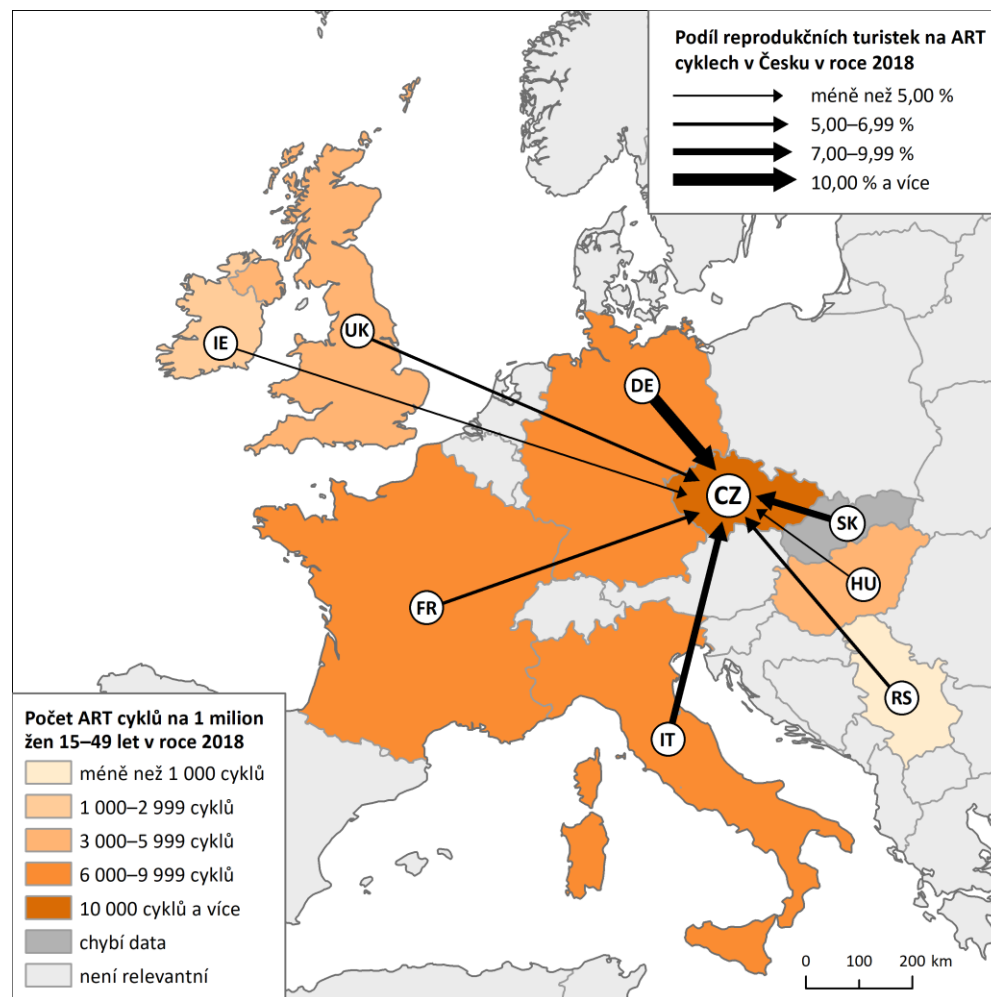 Podíl reprodukčních turistek na ART
cyklech v Česku v roce 2018
méně než 5,00 %
5,00–6,99 %
7,00–9,99 %
10,00 % a více
IE
UK
DE
CZ
SK
HU
FR
RS
IT
Počet ART cyklů na 1 milion
žen 15–49 let v roce 2018
méně než 1 000 cyklů
1 000–2 999 cyklů
3 000–5 999 cyklů
6 000–9 999 cyklů
10 000 cyklů a více
chybí data
není relevantní
0 100 200 km